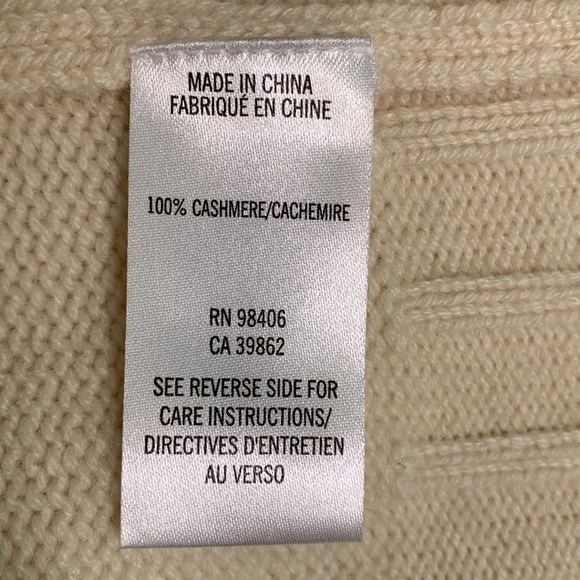 MADE IN CHINA
FABRIQUÉ EN CHINE
100% CASHMERE/CACHEMIRE
RN 98406
CA 39862
SEE REVERSE SIDE FOR
CARE INSTRUCTIONS/
DIRECTIVES D'ENTRETIEN
AU VERSO